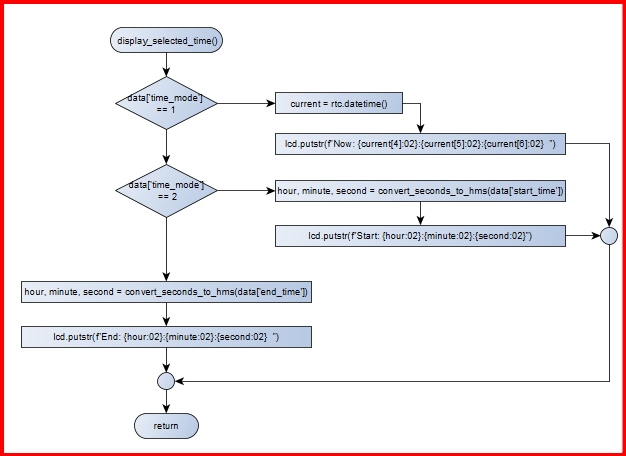 display_selected_time()
data['time_mode']
== 1
current = rtc.datetime()
lcd.putstr(f'Now: {current[4]:02}:{current[5]:02}:{current[6]:02}  ")
data['time_mode']
== 2
hour, minute, second = convert_seconds_to_hms(data['start_time'])
lcd.putstr(f'Start: {hour:02}:{minute:02}:{second:02}")
hour, minute, second = convert_seconds_to_hms(data['end_time'])
lcd.putstr(f'End: {hour:02}:{minute:02}:{second:02}  ")
return